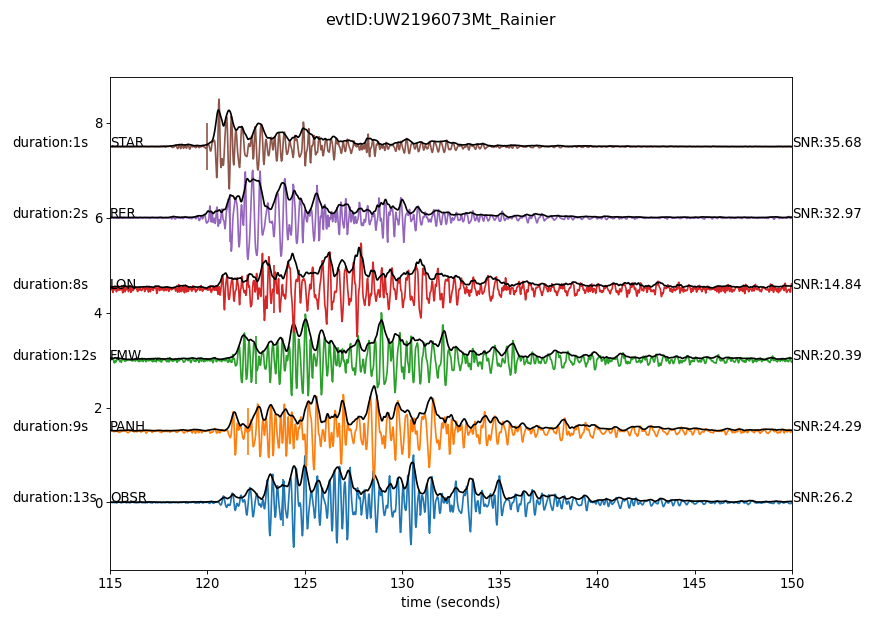 evtID:UW2196073Mt_Rainier
8
duration:1s STAR SNR:35.68
duration:2s RER SNR:32.97
6
duration:8s LON SNR:14.84
4
duration:12s FMW SNR:20.39
2
duration:9s PANH SNR:24.29
duration:13s OBSR SNR:26.2
0
115 120 125 130 135 140 145 150
time (seconds)